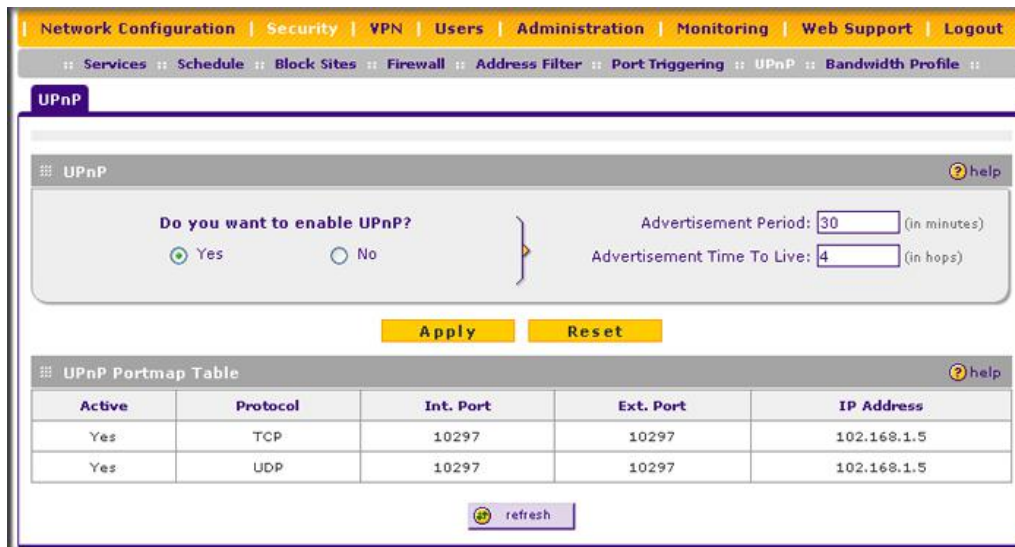 Network Configuration | Security | VPN | Users | Administration | Monitoring | Web Support | Logout
:: Services :: Schedule :: Block Sites :: Firewall :: Address Filter :: Port Triggering :: UPnP :: Bandwidth Profile ::
UPnP
UPnP ? help
Do you want to enable UPnP?
Yes No
Advertisement Period: 30 (in minutes)
Advertisement Time To Live: 4 (in hops)
Apply Reset
UPnP Portmap Table ? help
Active Protocol Int. Port Ext. Port IP Address
Yes TCP 10297 10297 102.168.1.5
Yes UDP 10297 10297 102.168.1.5
refresh